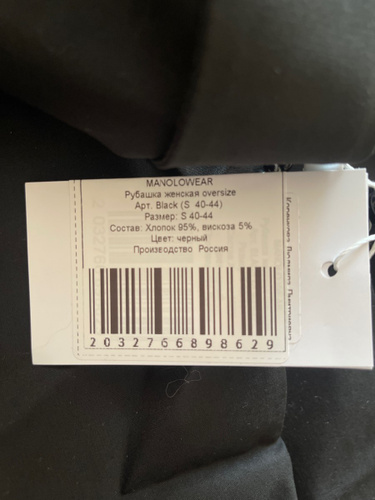 MANOLOWEAR
Рубашка женская oversize
Арт. Black (S 40-44)
Размер: S 40-44
Состав: Хлопок 95%, вискоза 5%
Цвет: черный
Производство Россия
2032766898629